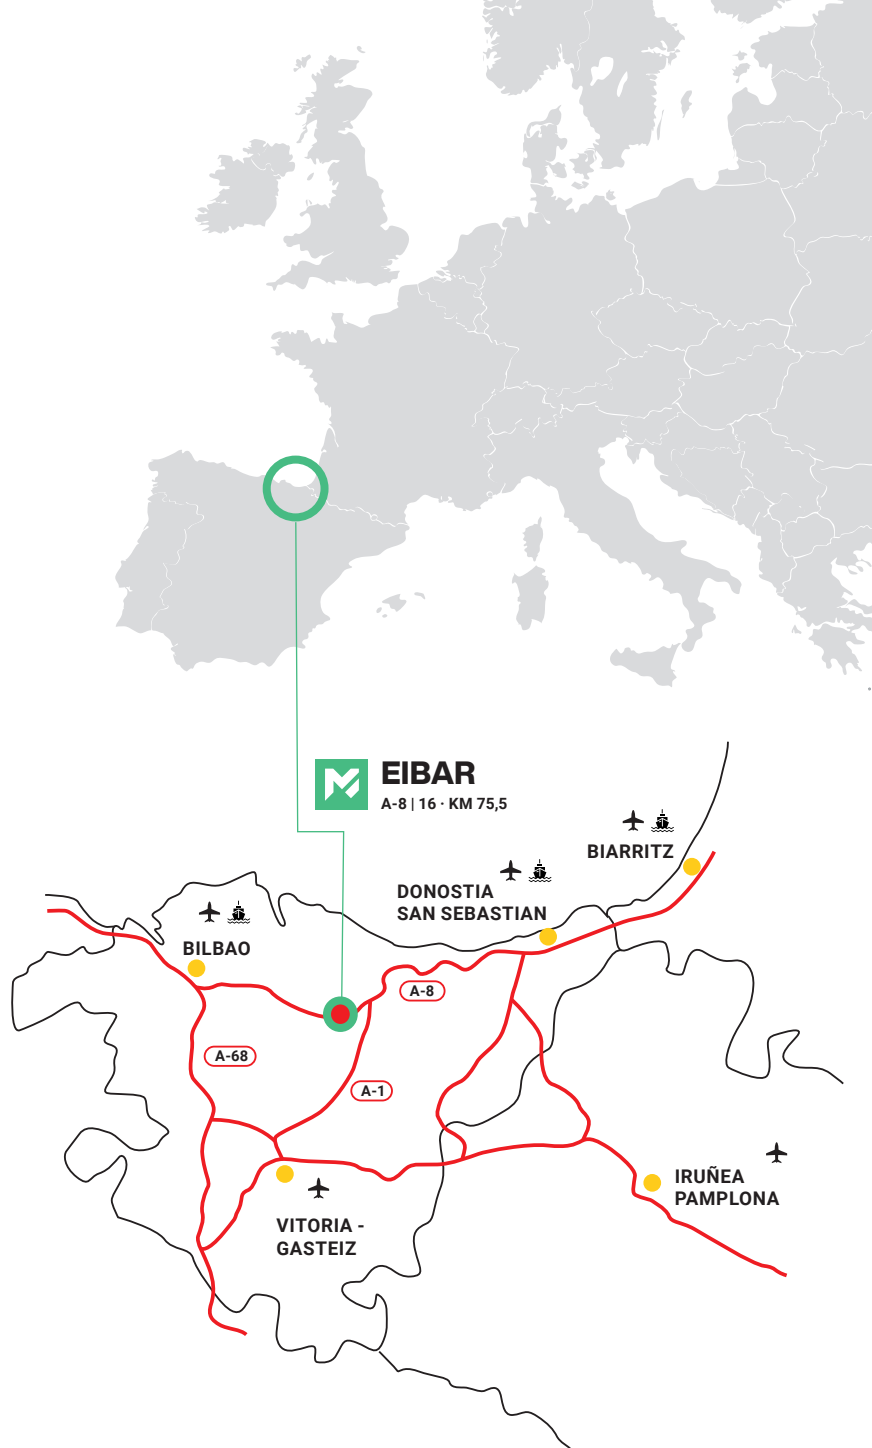 EIBAR
A-8 | 16 · KM 75,5
BIARRITZ
DONOSTIA
SAN SEBASTIAN
BILBAO
A-8
A-68
A-1
IRUÑEA
PAMPLONA
VITORIA -
GASTEIZ